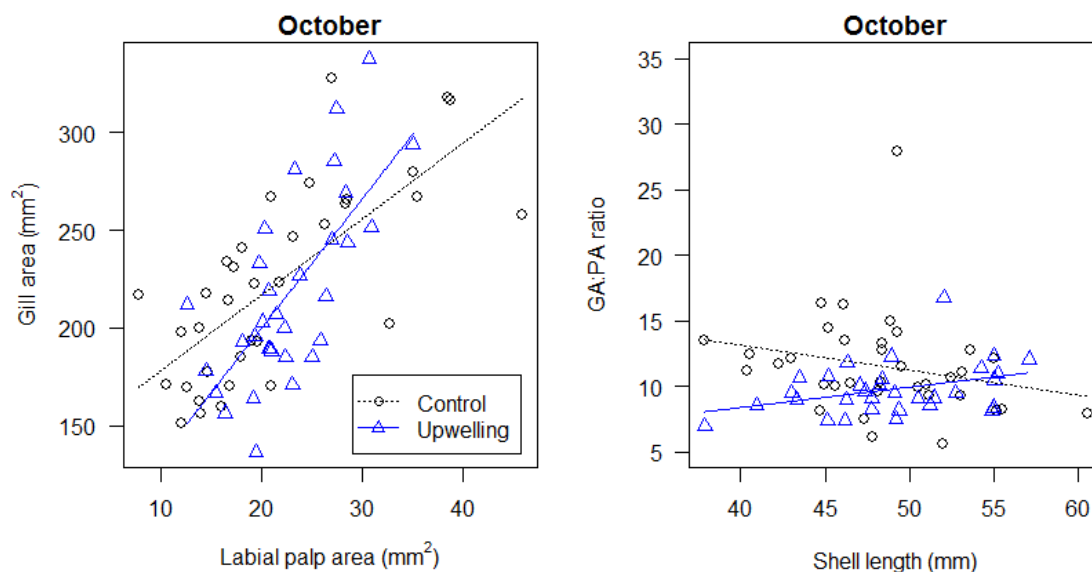 October
300
250
200
150
Gill area (mm²)
10 20 30 40
Labial palp area (mm²)
Control
Upwelling
October
35
30
25
20
15
10
5
GA:PA ratio
40 45 50 55 60
Shell length (mm)